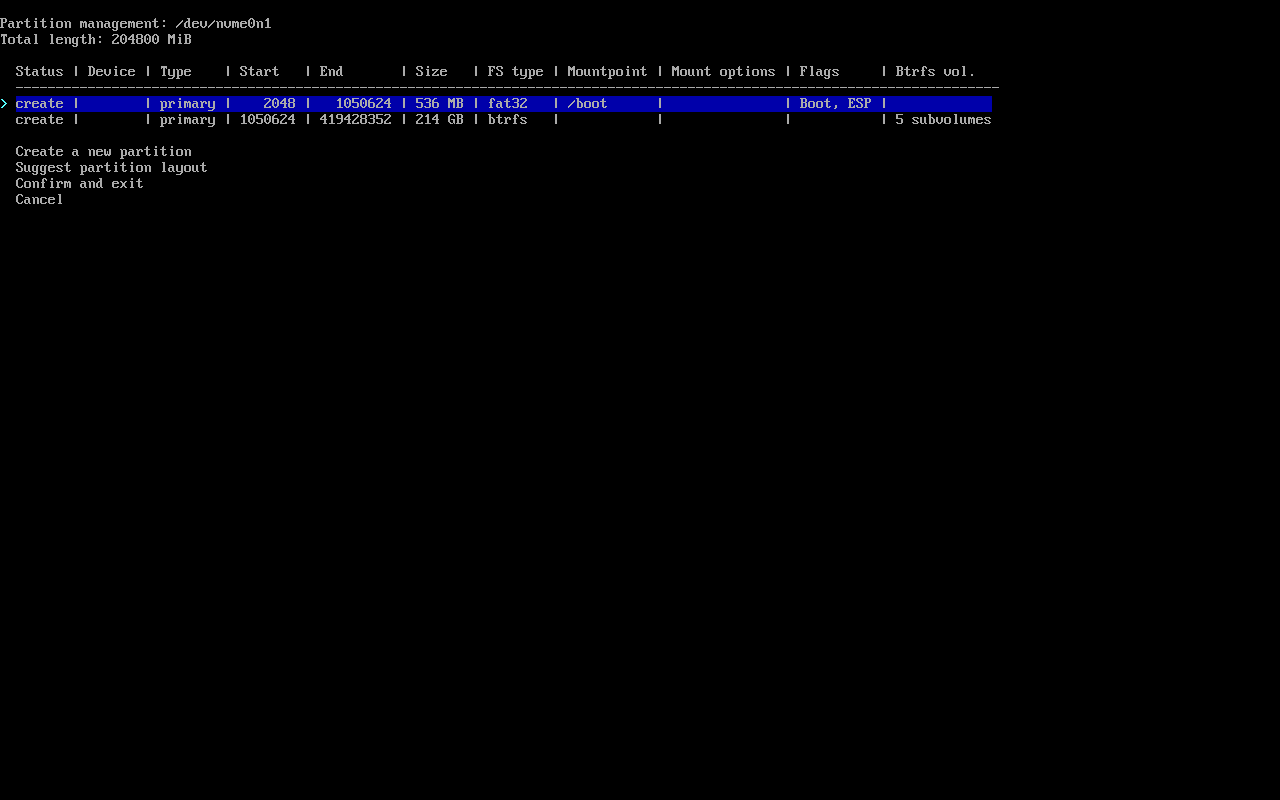 Partition management: /dev/nvme0n1
Total length: 204800 MiB
Status | Device | Type | Start | End | Size | FS type | Mountpoint | Mount options | Flags | Btrfs vol.
> create | | primary | 2048 | 1050624 | 536 MB | fat32 | /boot | | Boot, ESP |
create | | primary | 1050624 | 419428352 | 214 GB | btrfs | | | | 5 subvolumes
Create a new partition
Suggest partition layout
Confirm and exit
Cancel